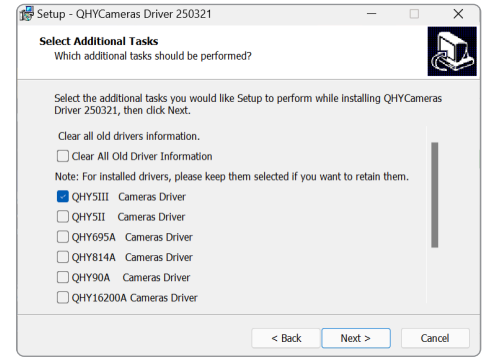 Setup - QHYCameras Driver 250321
Select Additional Tasks
Which additional tasks should be performed?
Select the additional tasks you would like Setup to perform while installing QHYCameras
Driver 250321, then click Next.
Clear all old drivers information.
Clear All Old Driver Information
Note: For installed drivers, please keep them selected if you want to retain them.
QHY5III Cameras Driver
QHY5II Cameras Driver
QHY695A Cameras Driver
QHY814A Cameras Driver
QHY90A Cameras Driver
QHY16200A Cameras Driver
< Back Next > Cancel